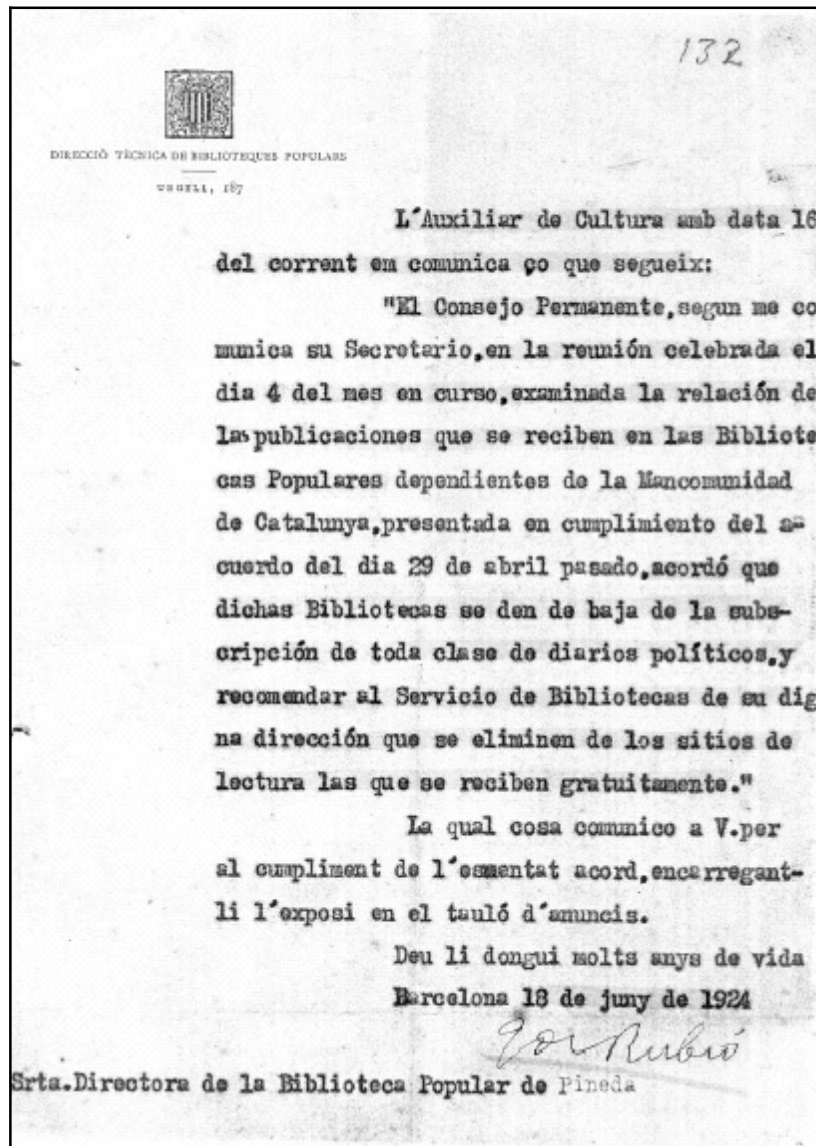 132
DIRECCIÓ TÈCNICA DE BIBLIOTEQUES POPULARS
URGELL, 187
L'Auxiliar de Cultura amb data 16
del corrent em comunica ço que segueix:
"El Consejo Permanente,segun me co
munica su Secretario,en la reunión celebrada el
dia 4 del mes en curso,examinada la relación de
las publicaciones que se reciben en las Bibliote
cas Populares dependientes de la Mancomunidad
de Catalunya,presentada en cumplimiento del a-
cuerdo del dia 29 de abril pasado,acordó que
dichas Bibliotecas se den de baja de la subs-
cripción de toda clase de diarios políticos,y
recomendar al Servicio de Bibliotecas de su dig
na dirección que se eliminen de los sitios de
lectura las que se reciben gratuitamente."
La qual cosa comunico a V.per
al cumpliment de l'esmentat acord,encarregant-
li l'exposi en el tauló d'anuncis.
Deu li dongui molts anys de vida
Barcelona 18 de juny de 1924
Rubió
Srta.Directora de la Biblioteca Popular de Pineda